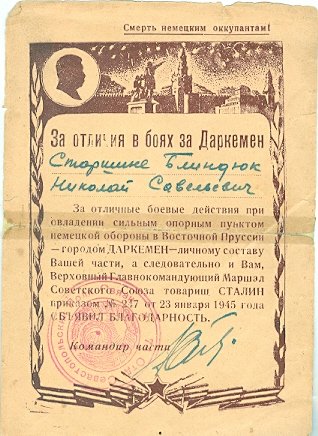 Смерть немецким оккупантам!
За отличия в боях за Даркемен
Старшине Блиндюк
Николай Савельевич
За отличные боевые действия при
овладении сильным опорным пунктом
немецкой обороны в Восточной Пруссии
—городом ДАРКЕМЕН—личному составу
Вашей части, а следовательно и Вам,
Верховный Главнокомандующий Маршал
Советского Союза товарищ СТАЛИН
приказом № 237 от 23 января 1945 года
ОБЪЯВИЛ БЛАГОДАРНОСТЬ.
Командир части